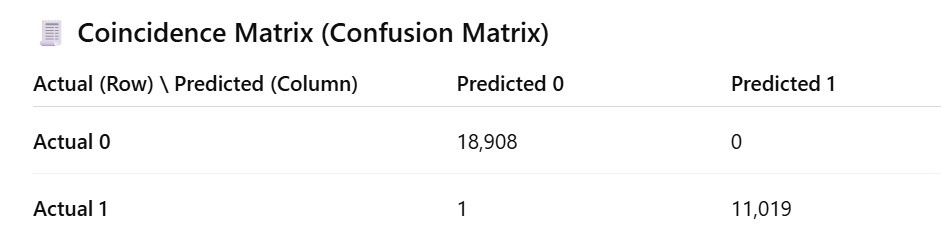 Coincidence Matrix (Confusion Matrix)
Actual (Row) \ Predicted (Column) Predicted 0 Predicted 1
Actual 0 18,908 0
Actual 1 1 11,019